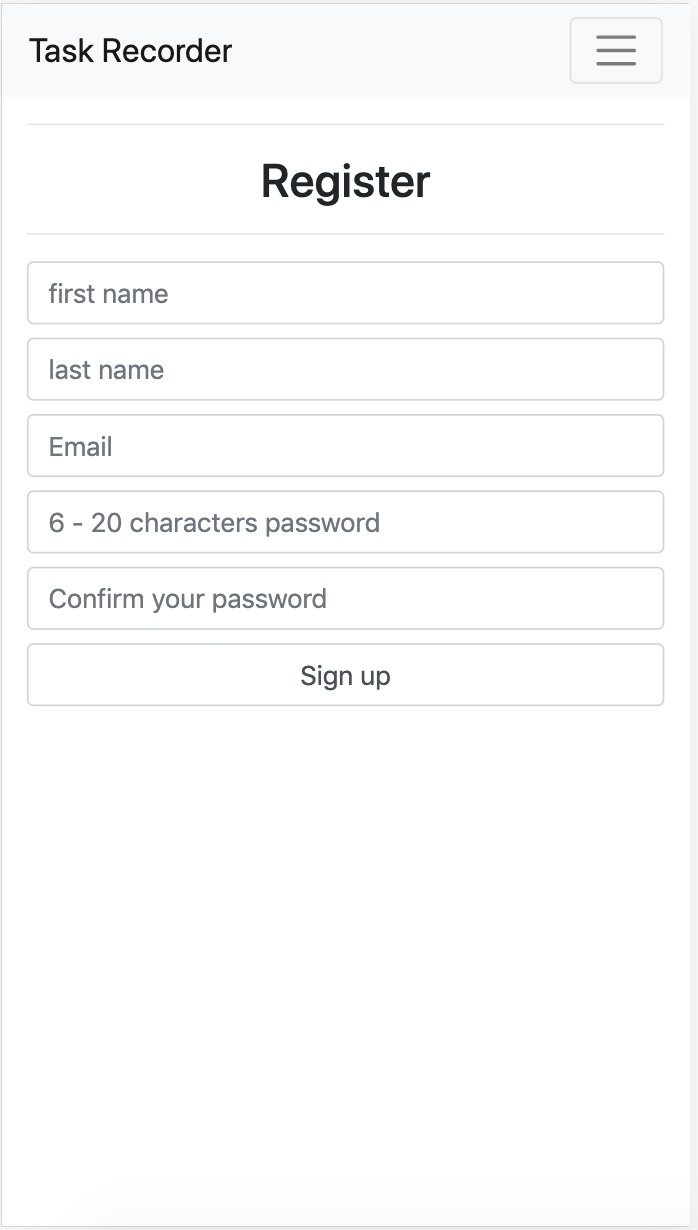 Task Recorder
Register
first name
last name
Email
6 - 20 characters password
Confirm your password
Sign up